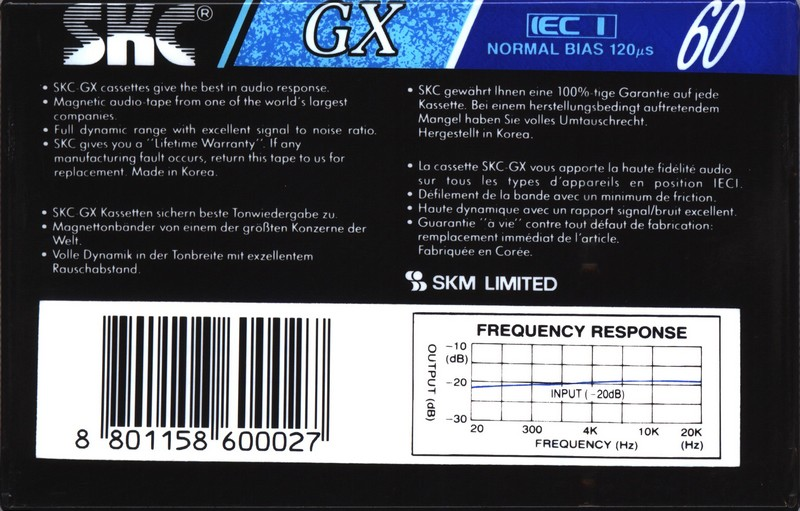 SKC®
GX
IEC I
NORMAL BIAS 120µs
60
• SKC-GX cassettes give the best in audio response.
• Magnetic audio-tape from one of the world's largest
companies.
• Full dynamic range with excellent signal to noise ratio.
• SKC gives you a "Lifetime Warranty". If any
manufacturing fault occurs, return this tape to us for
replacement. Made in Korea.
• SKC-GX Kassetten sichern beste Tonwiedergabe zu.
• Magnettonbänder von einem der größten Konzerne der
Welt.
• Volle Dynamik in der Tonbreite mit exzellentem
Rauschabstand.
• SKC gewährt Ihnen eine 100%-tige Garantie auf jede
Kassette. Bei einem herstellungsbedingt auftretendem
Mangel haben Sie volles Umtauschrecht.
Hergestellt in Korea.
• La cassette SKC-GX vous apporte la haute fidélité audio
sur tous les types d'appareils en position IECI.
• Défilement de la bande avec un minimum de friction.
• Haute dynamique avec un rapport signal/bruit excellent.
• Guarantie "à vie" contre tout défaut de fabrication:
remplacement immédiat de l'article.
Fabriquée en Corée.
SKM LIMITED
8 801158 600027
FREQUENCY RESPONSE
OUTPUT (dB)
-10
(dB)
-20
-30
INPUT (-20dB)
20 300 4K 10K 20K
FREQUENCY (Hz) (Hz)